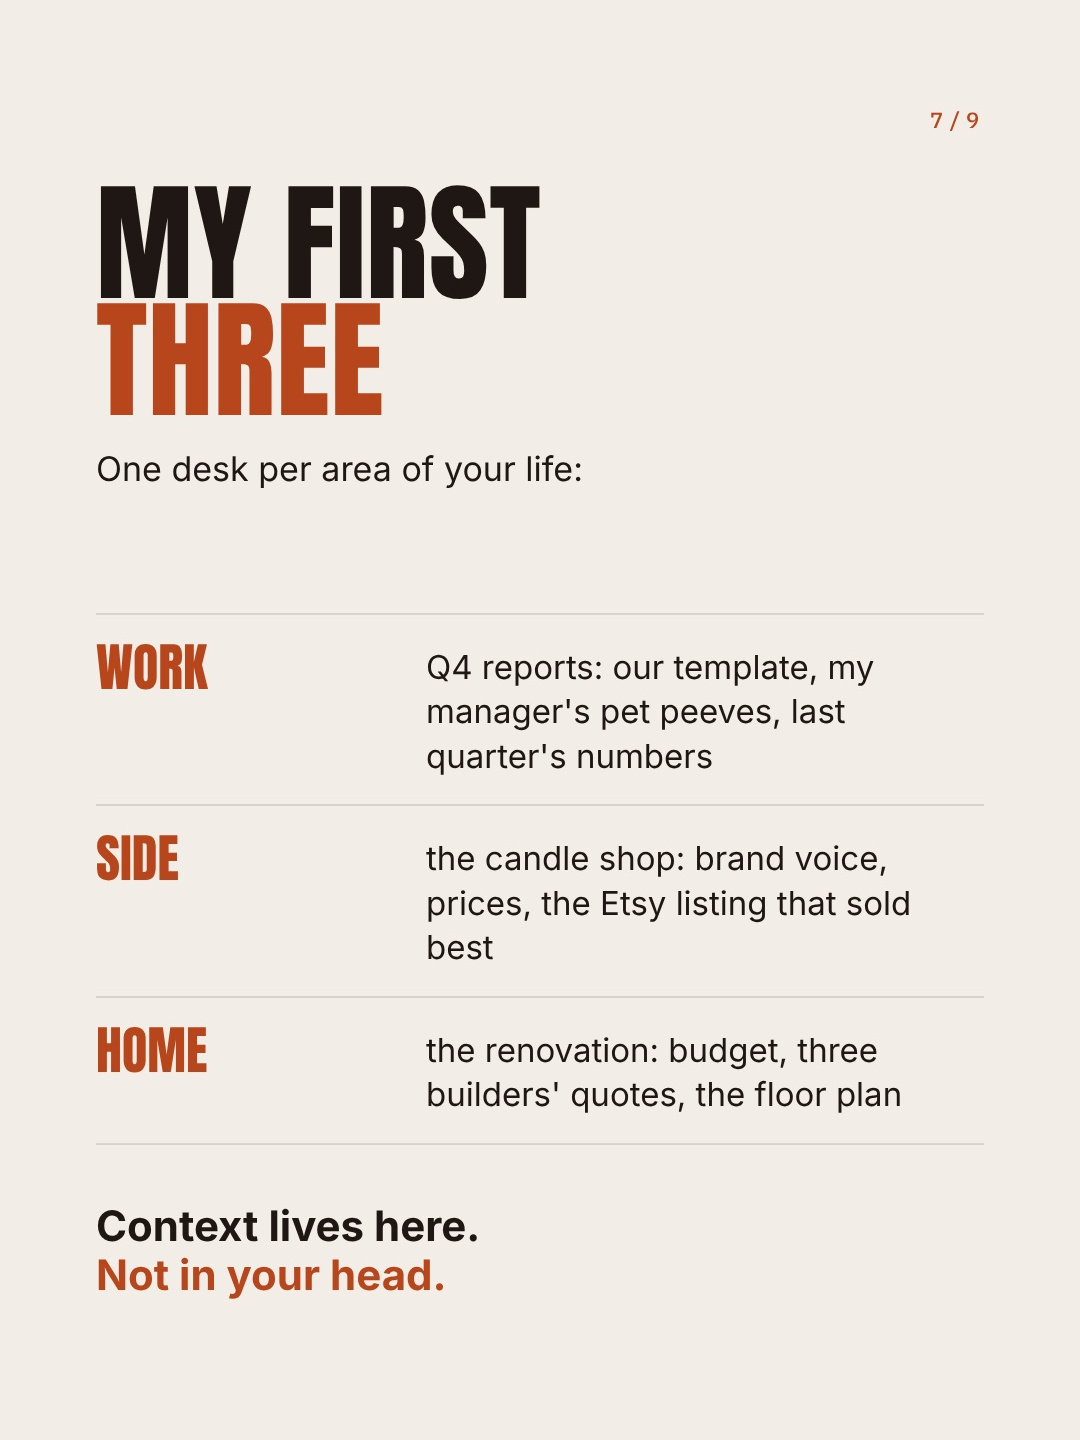 7 / 9
MY FIRST
THREE
One desk per area of your life:
WORK
Q4 reports: our template, my
manager's pet peeves, last
quarter's numbers
SIDE
the candle shop: brand voice,
prices, the Etsy listing that sold
best
HOME
the renovation: budget, three
builders' quotes, the floor plan
Context lives here.
Not in your head.